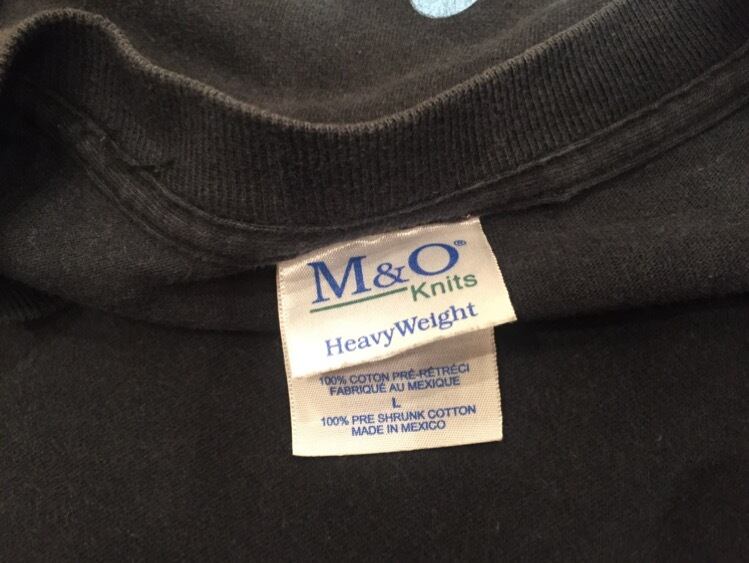 M&O®
Knits
HeavyWeight
100% COTON PRÉ-RÉTRÉCI
FABRIQUÉ AU MEXIQUE
L
100% PRE SHRUNK COTTON
MADE IN MEXICO